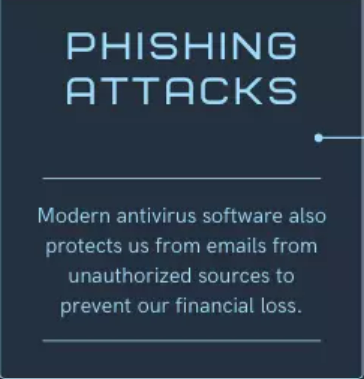 PHISHING
ATTACKS
Modern antivirus software also
protects us from emails from
unauthorized sources to
prevent our financial loss.